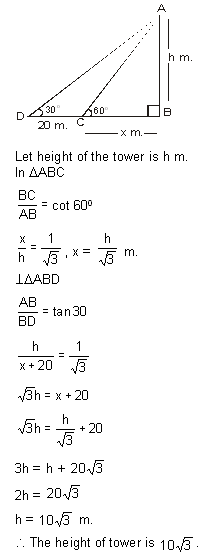 A
h m.
30°
60°
D
C
B
20 m.
x m.
Let height of the tower is h m.
In ΔABC
BC/AB = cot 60⁰
x/h = 1/√3 , x = h/√3 m.
⊥ΔABD
AB/BD = tan30
h/(x + 20) = 1/√3
√3h = x + 20
√3h = h/√3 + 20
3h = h + 20√3
2h = 20√3
h = 10√3 m.
∴ The height of tower is 10√3 .